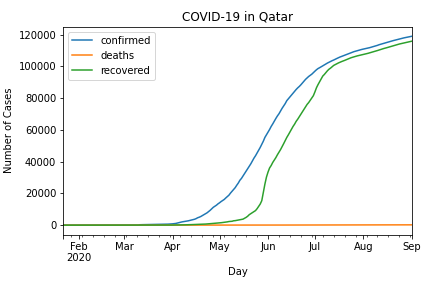 COVID-19 in Qatar
120000
100000
80000
60000
40000
20000
0
Number of Cases
confirmed
deaths
recovered
Feb
2020
Mar
Apr
May
Jun
Jul
Aug
Sep
Day